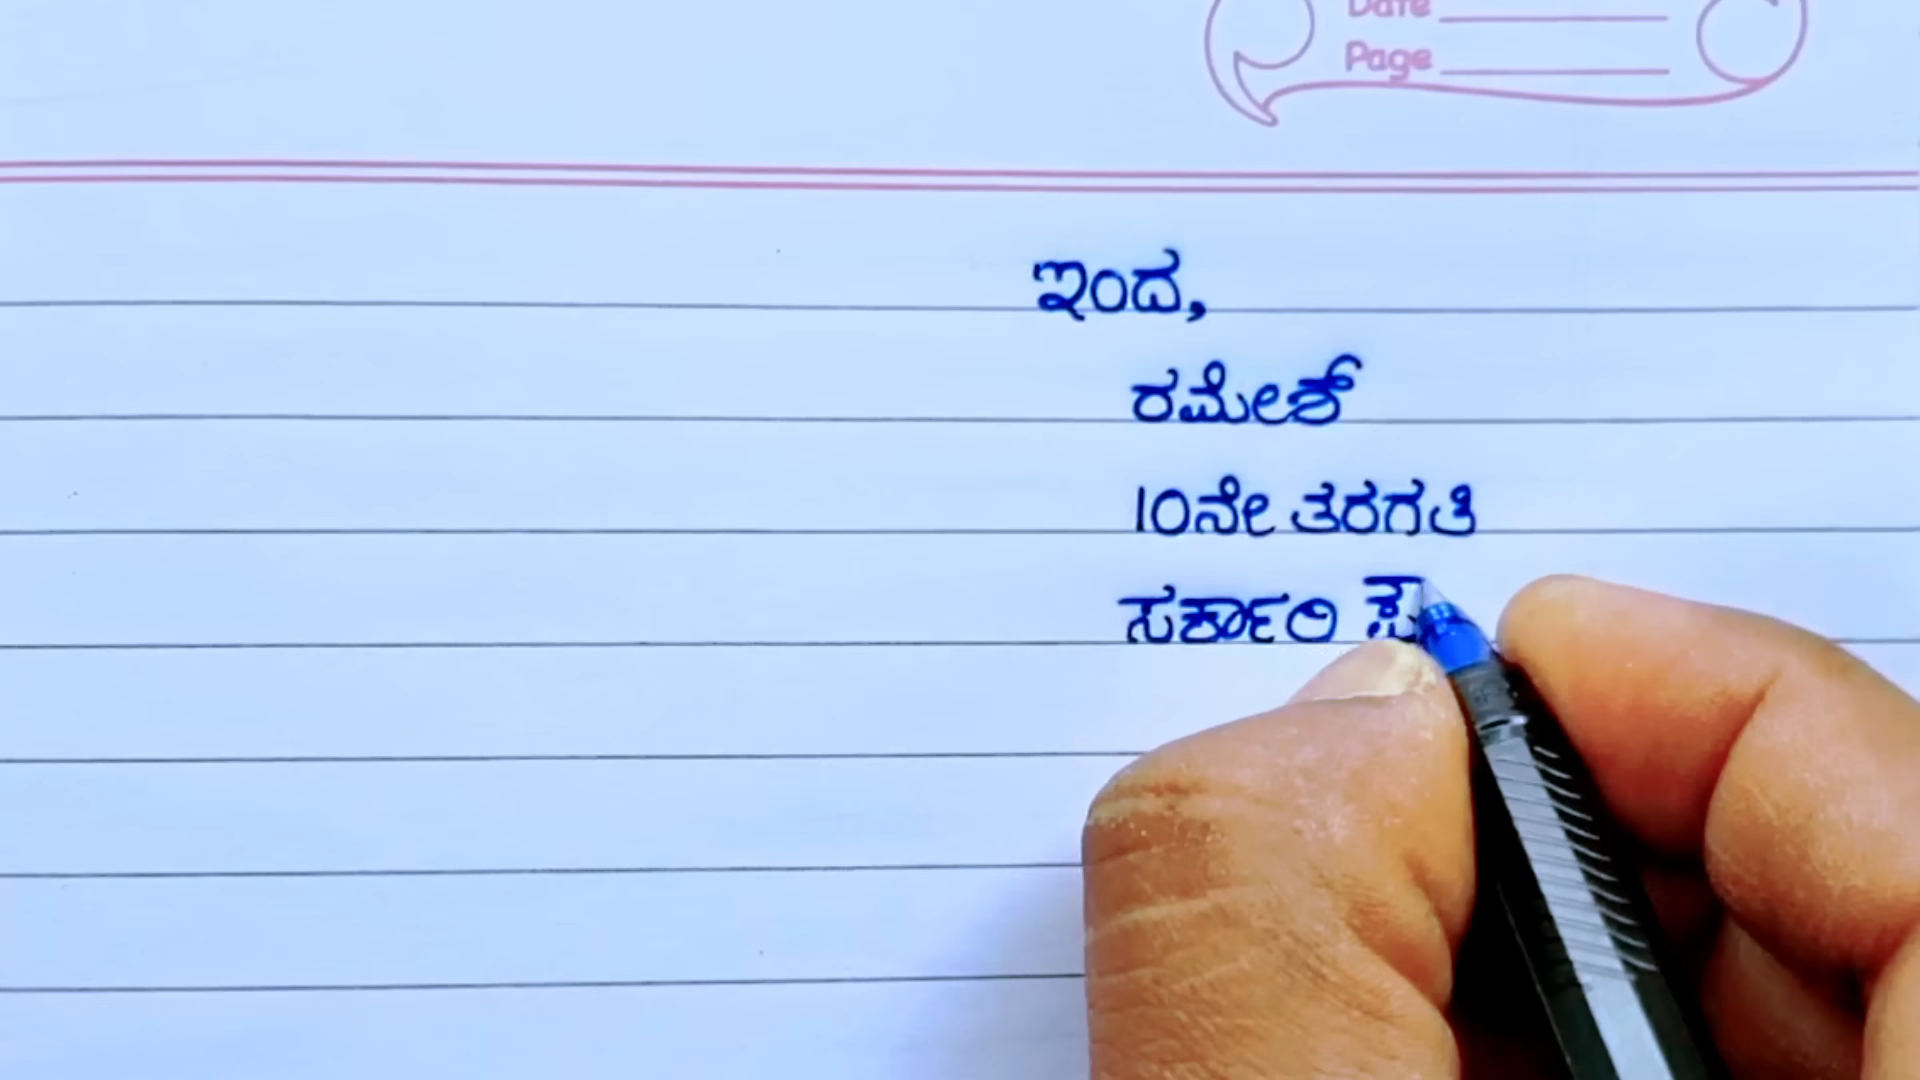 Date
Page
ಇಂದ,
ರಮೇಶ್
10ನೇ ತರಗತಿ
ಸರ್ಕಾರಿ